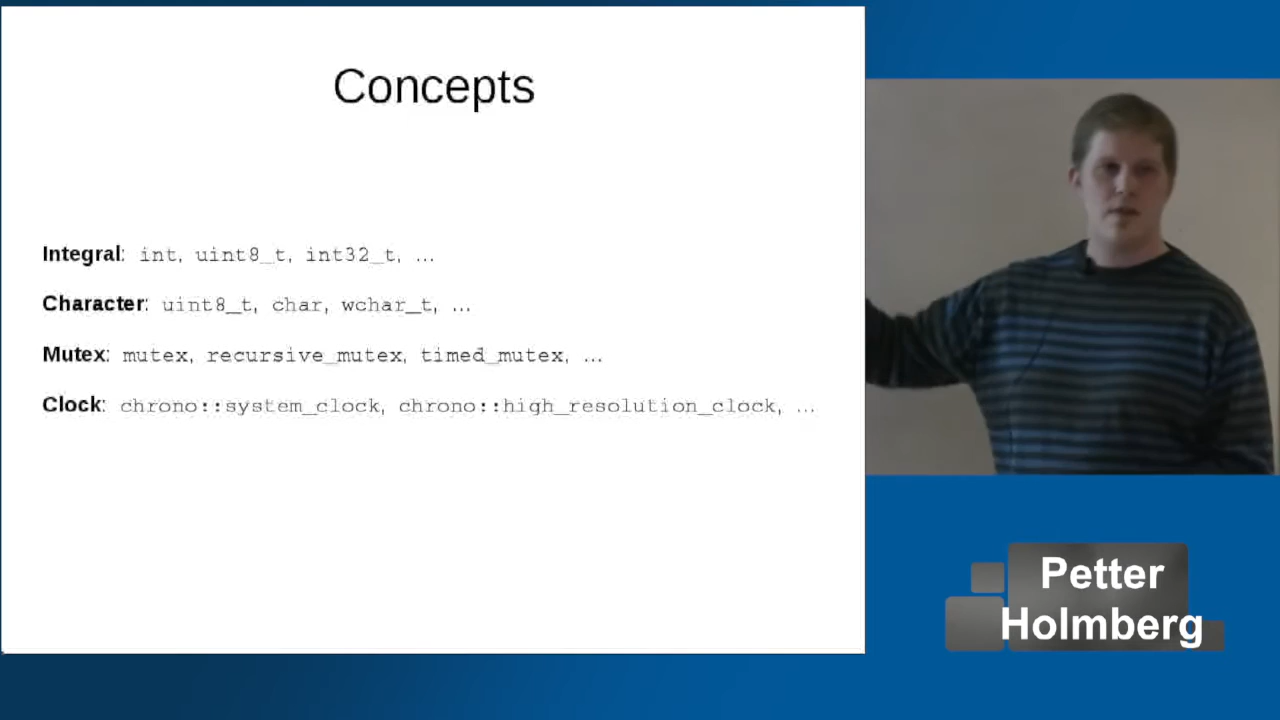 Concepts
Integral: int, uint8_t, int32_t, ...
Character: uint8_t, char, wchar_t, ...
Mutex: mutex, recursive_mutex, timed_mutex, ...
Clock: chrono::system_clock, chrono::high_resolution_clock, ...
Petter
Holmberg